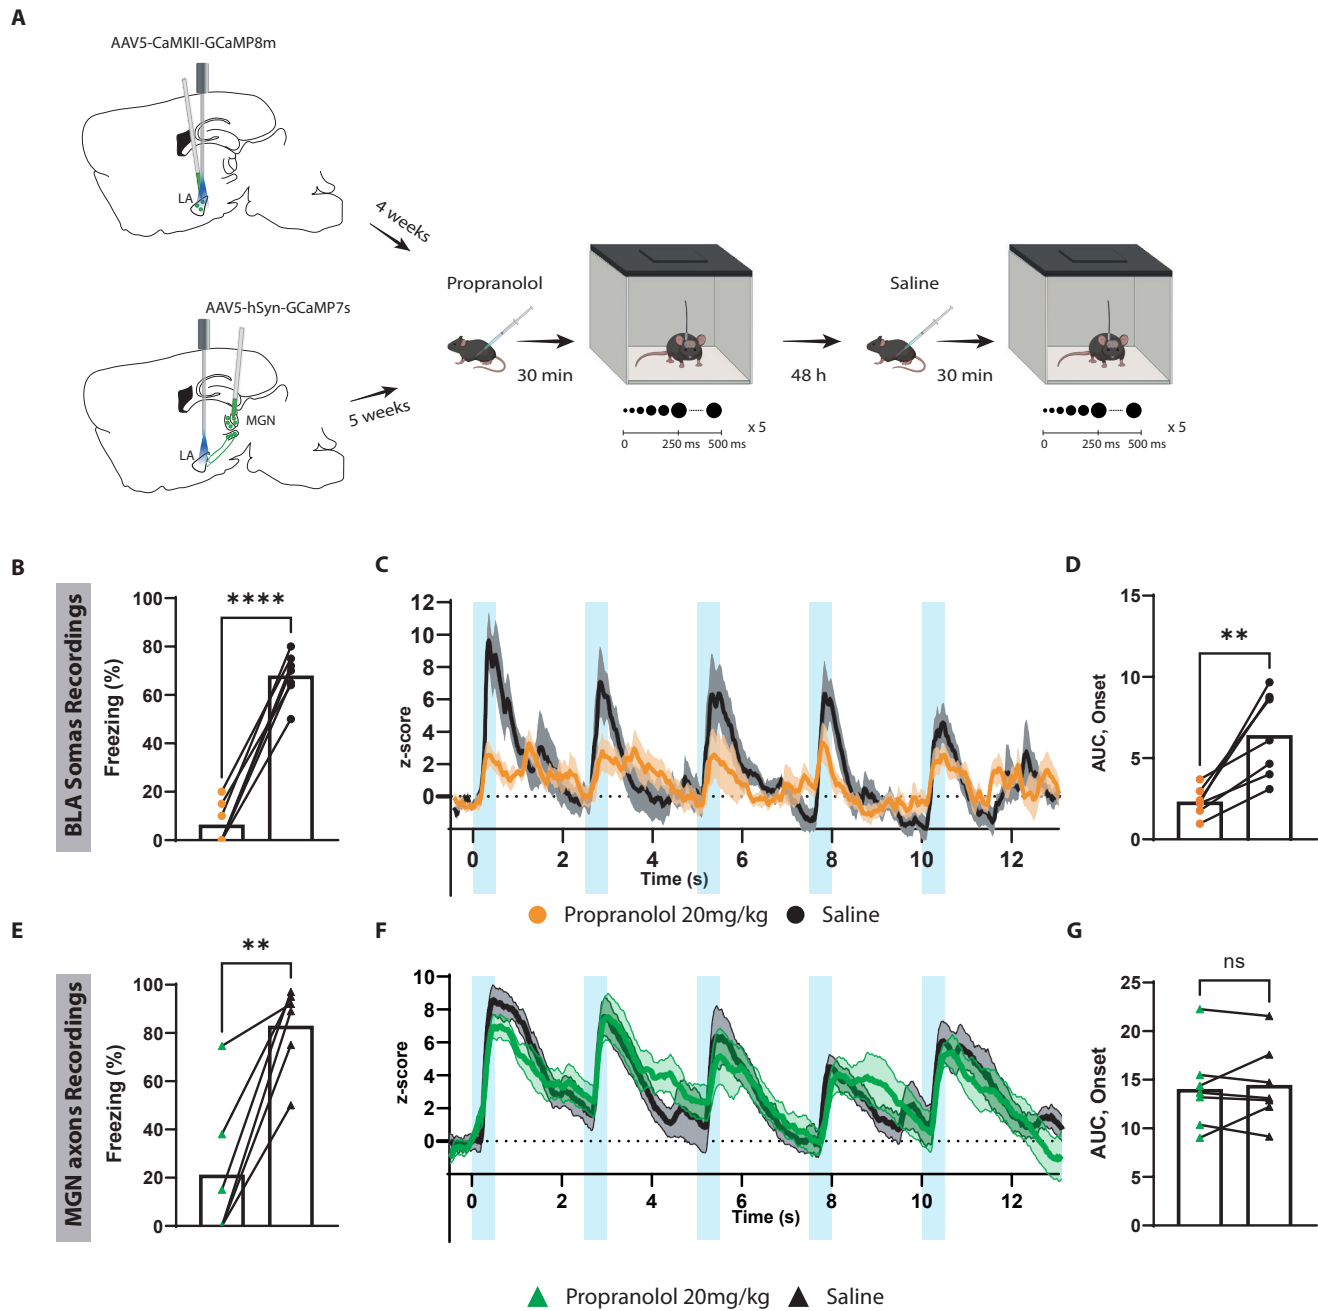 A
AAV5-CaMKII-GCaMP8m
LA
4 weeks
AAV5-hSyn-GCaMP7s
MGN
LA
5 weeks
Propranolol
30 min
0 250 ms 500 ms
x 5
48 h
Saline
30 min
0 250 ms 500 ms
x 5
B
BLA Somas Recordings
Freezing (%)
100
80
60
40
20
0
****
C
z-score
12
10
8
6
4
2
0
0 2 4 6 8 10 12
Time (s)
D
AUC, Onset
15
10
5
0
**
Propranolol 20mg/kg Saline
E
MGN axons Recordings
Freezing (%)
100
80
60
40
20
0
**
F
z-score
10
8
6
4
2
0
0 2 4 6 8 10 12
Time (s)
G
AUC, Onset
25
20
15
10
5
0
ns
Propranolol 20mg/kg Saline